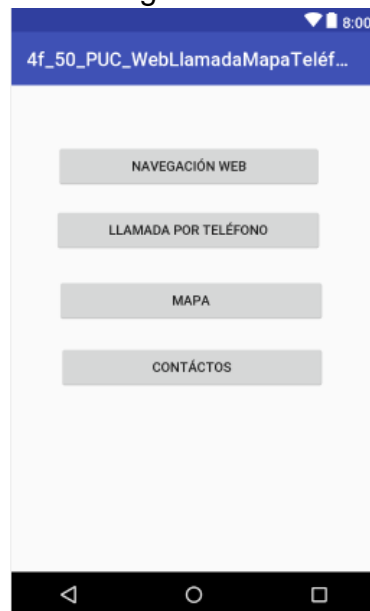 8:00
4f_50_PUC_WebLlamadaMapaTeléf...
NAVEGACIÓN WEB
LLAMADA POR TELÉFONO
MAPA
CONTÁCTOS